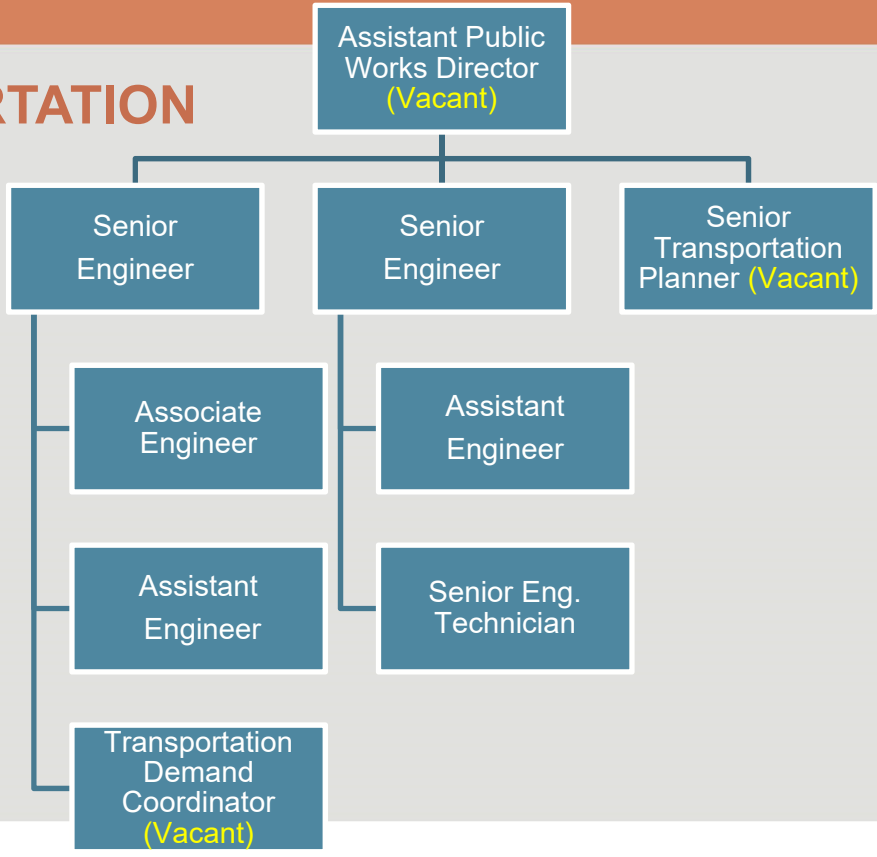 Assistant Public
Works Director
(Vacant)
RTATION
Senior
Engineer
Senior
Engineer
Senior
Transportation
Planner (Vacant)
Associate
Engineer
Assistant
Engineer
Assistant
Engineer
Senior Eng.
Technician
Transportation
Demand
Coordinator
(Vacant)